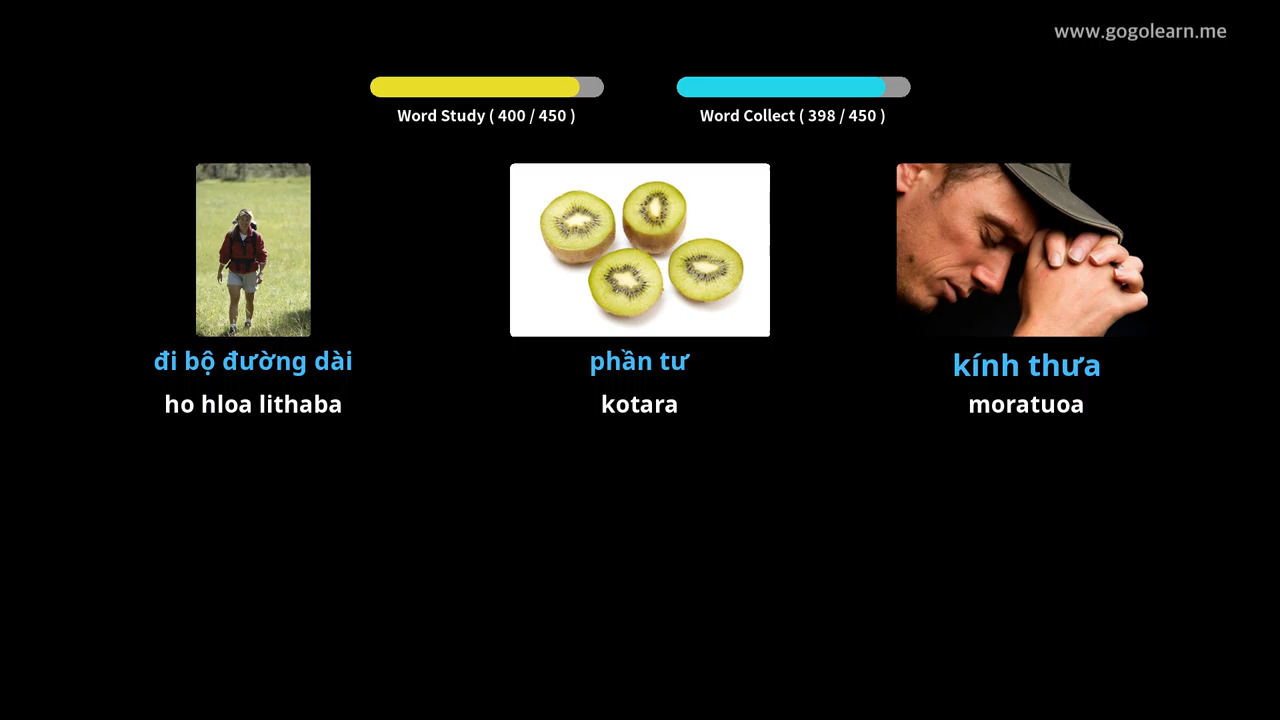 www.gogolearn.me
Word Study ( 400 / 450 )
Word Collect ( 398 / 450 )
đi bộ đường dài
phần tư
kính thưa
ho hloa lithaba
kotara
moratuoa